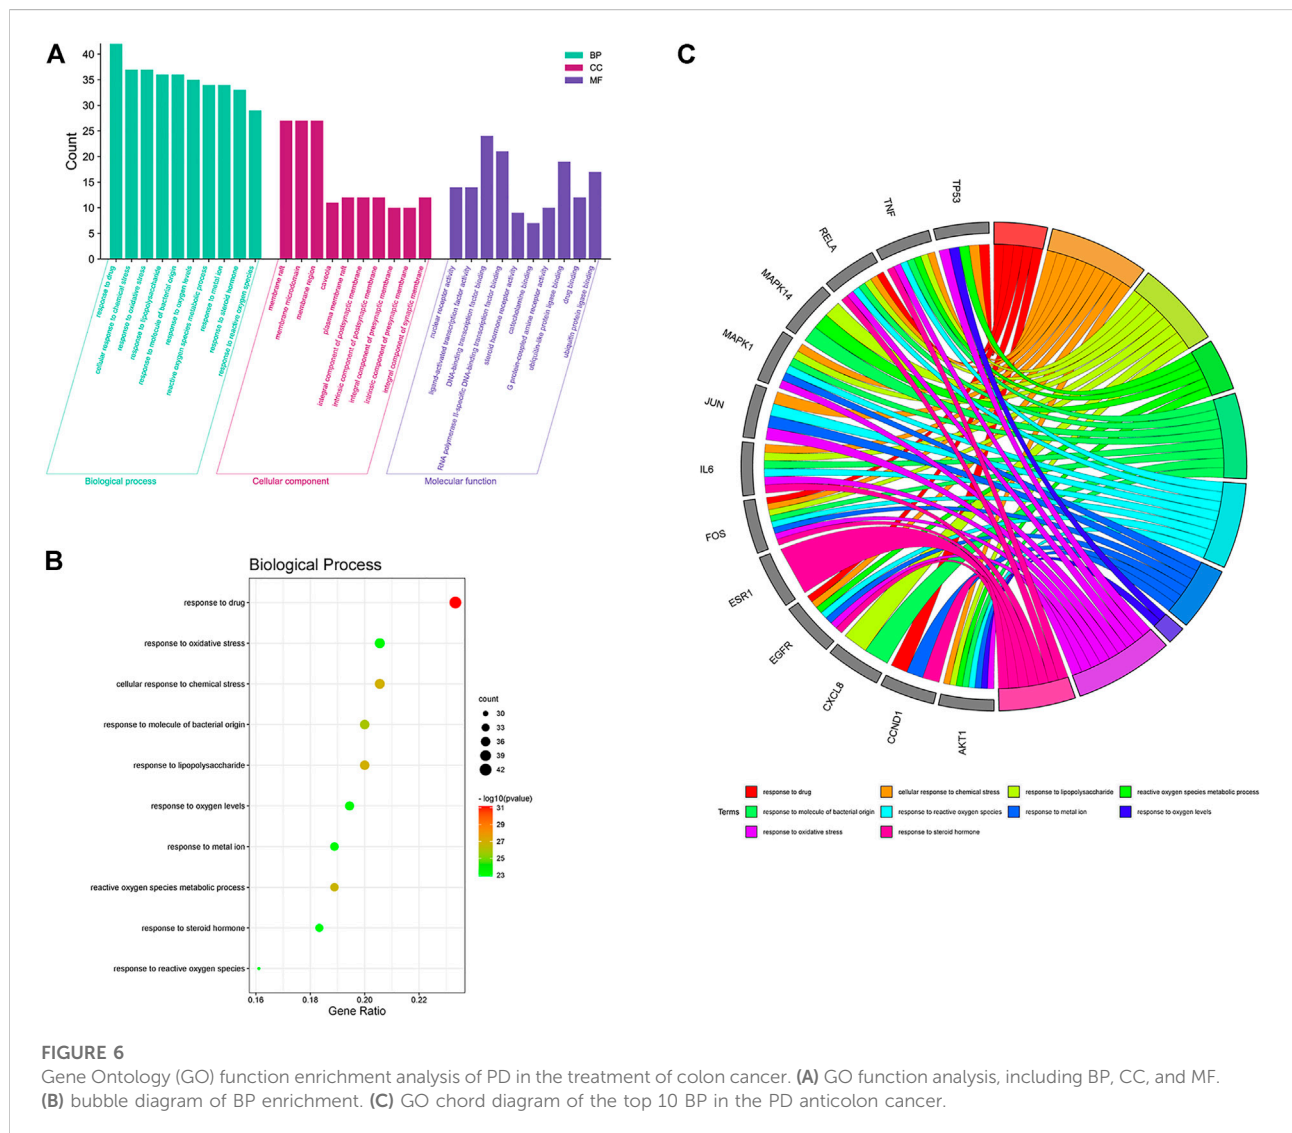 A
40
35
30
25
20
15
10
5
0
Count
BP
CC
MF
response to drug
cellular response to chemical stress
response to oxidative stress
response to lipopolysaccharide
response to molecule of bacterial origin
response to oxygen levels
reactive oxygen species metabolic process
response to metal ion
response to steroid hormone
response to reactive oxygen species
membrane raft
membrane microdomain
membrane region
caveola
plasma membrane raft
integral component of postsynaptic membrane
intrinsic component of postsynaptic membrane
integral component of presynaptic membrane
intrinsic component of presynaptic membrane
integral component of synaptic membrane
nuclear receptor activity
ligand-activated transcription factor activity
DNA-binding transcription factor binding
RNA polymerase II-specific DNA-binding transcription factor binding
steroid hormone receptor activity
catecholamine binding
G protein-coupled amine receptor activity
ubiquitin-like protein ligase binding
drug binding
ubiquitin protein ligase binding
Biological process
Cellular component
Molecular function
B
Biological Process
response to drug
response to oxidative stress
cellular response to chemical stress
response to molecule of bacterial origin
response to lipopolysaccharide
response to oxygen levels
response to metal ion
reactive oxygen species metabolic process
response to steroid hormone
response to reactive oxygen species
0.16
0.18
0.20
0.22
Gene Ratio
count
30
33
36
39
42
- log10(pvalue)
31
29
27
25
23
C
TP53
TNF
RELA
MAPK14
MAPK1
JUN
IL6
FOS
ESR1
EGFR
CXCL8
CCND1
AKT1
Terms
response to drug
cellular response to chemical stress
response to lipopolysaccharide
reactive oxygen species metabolic process
response to molecule of bacterial origin
response to reactive oxygen species
response to metal ion
response to oxygen levels
response to oxidative stress
response to steroid hormone
FIGURE 6
Gene Ontology (GO) function enrichment analysis of PD in the treatment of colon cancer. (A) GO function analysis, including BP, CC, and MF.
(B) bubble diagram of BP enrichment. (C) GO chord diagram of the top 10 BP in the PD anticolon cancer.